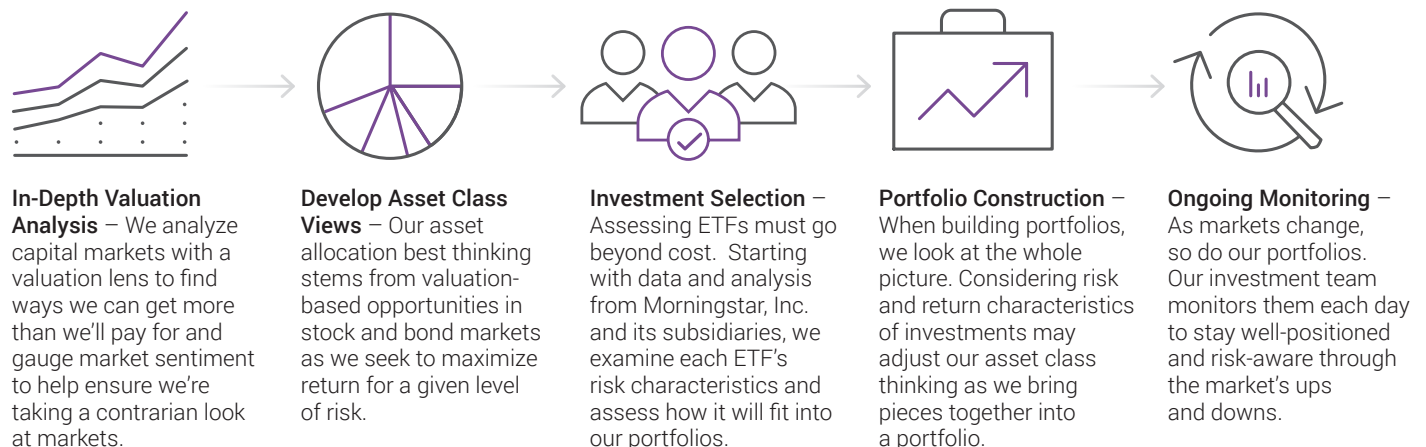 In-Depth Valuation
Analysis – We analyze
capital markets with a
valuation lens to find
ways we can get more
than we’ll pay for and
gauge market sentiment
to help ensure we’re
taking a contrarian look
at markets.
Develop Asset Class
Views – Our asset
allocation best thinking
stems from valuation-
based opportunities in
stock and bond markets
as we seek to maximize
return for a given level
of risk.
Investment Selection –
Assessing ETFs must go
beyond cost.  Starting
with data and analysis
from Morningstar, Inc.
and its subsidiaries, we
examine each ETF’s
risk characteristics and
assess how it will fit into
our portfolios.
Portfolio Construction –
When building portfolios,
we look at the whole
picture. Considering risk
and return characteristics
of investments may
adjust our asset class
thinking as we bring
pieces together into
a portfolio.
Ongoing Monitoring –
As markets change,
so do our portfolios.
Our investment team
monitors them each day
to stay well-positioned
and risk-aware through
the market’s ups
and downs.